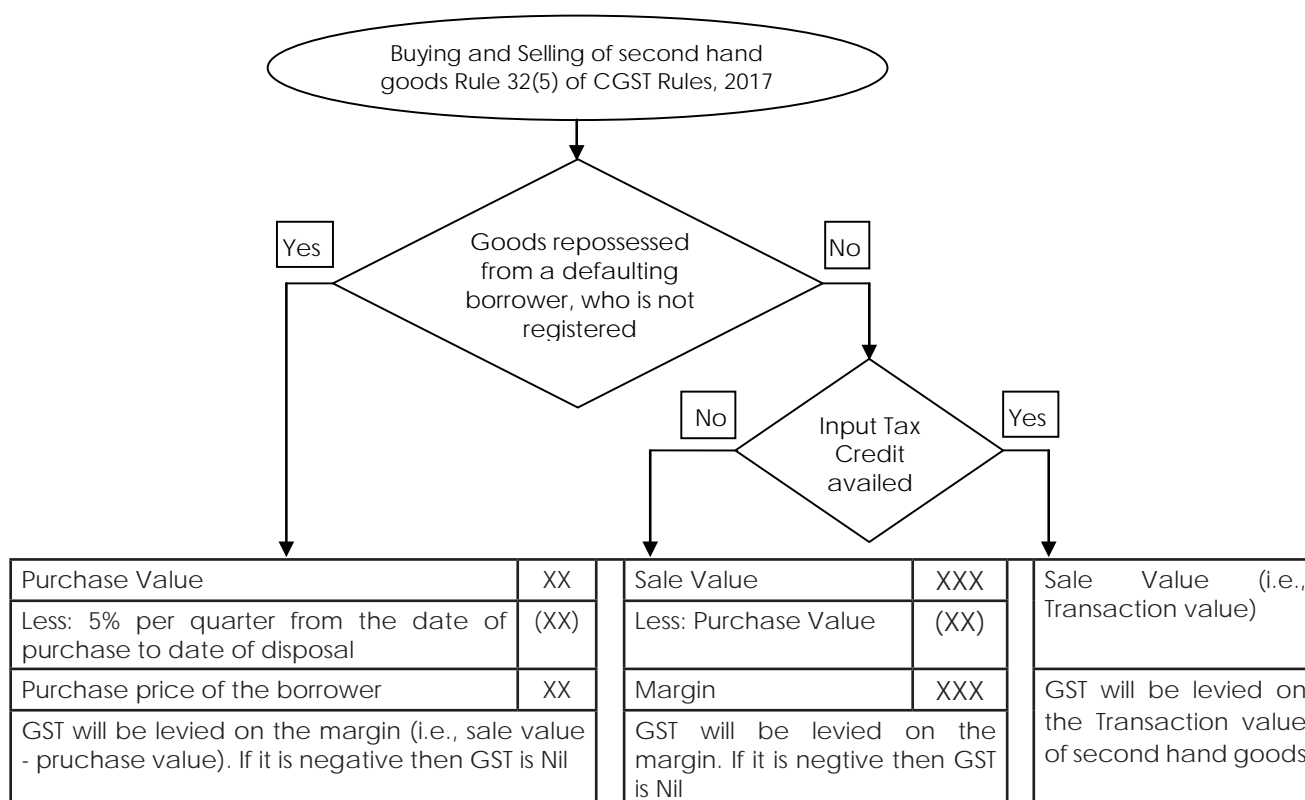 Buying and Selling of second hand
goods Rule 32(5) of CGST Rules, 2017
Yes
Goods repossessed
from a defaulting
borrower, who is not
registered
No
No
Input Tax
Credit
availed
Yes
Purchase Value XX
Less: 5% per quarter from the date of (XX)
purchase to date of disposal
Purchase price of the borrower XX
GST will be levied on the margin (i.e., sale value
- pruchase value). If it is negative then GST is Nil
Sale Value XXX
Less: Purchase Value (XX)
Margin XXX
GST will be levied on the
margin. If it is negtive then GST
is Nil
Sale Value (i.e.,
Transaction value)
GST will be levied on
the Transaction value
of second hand goods